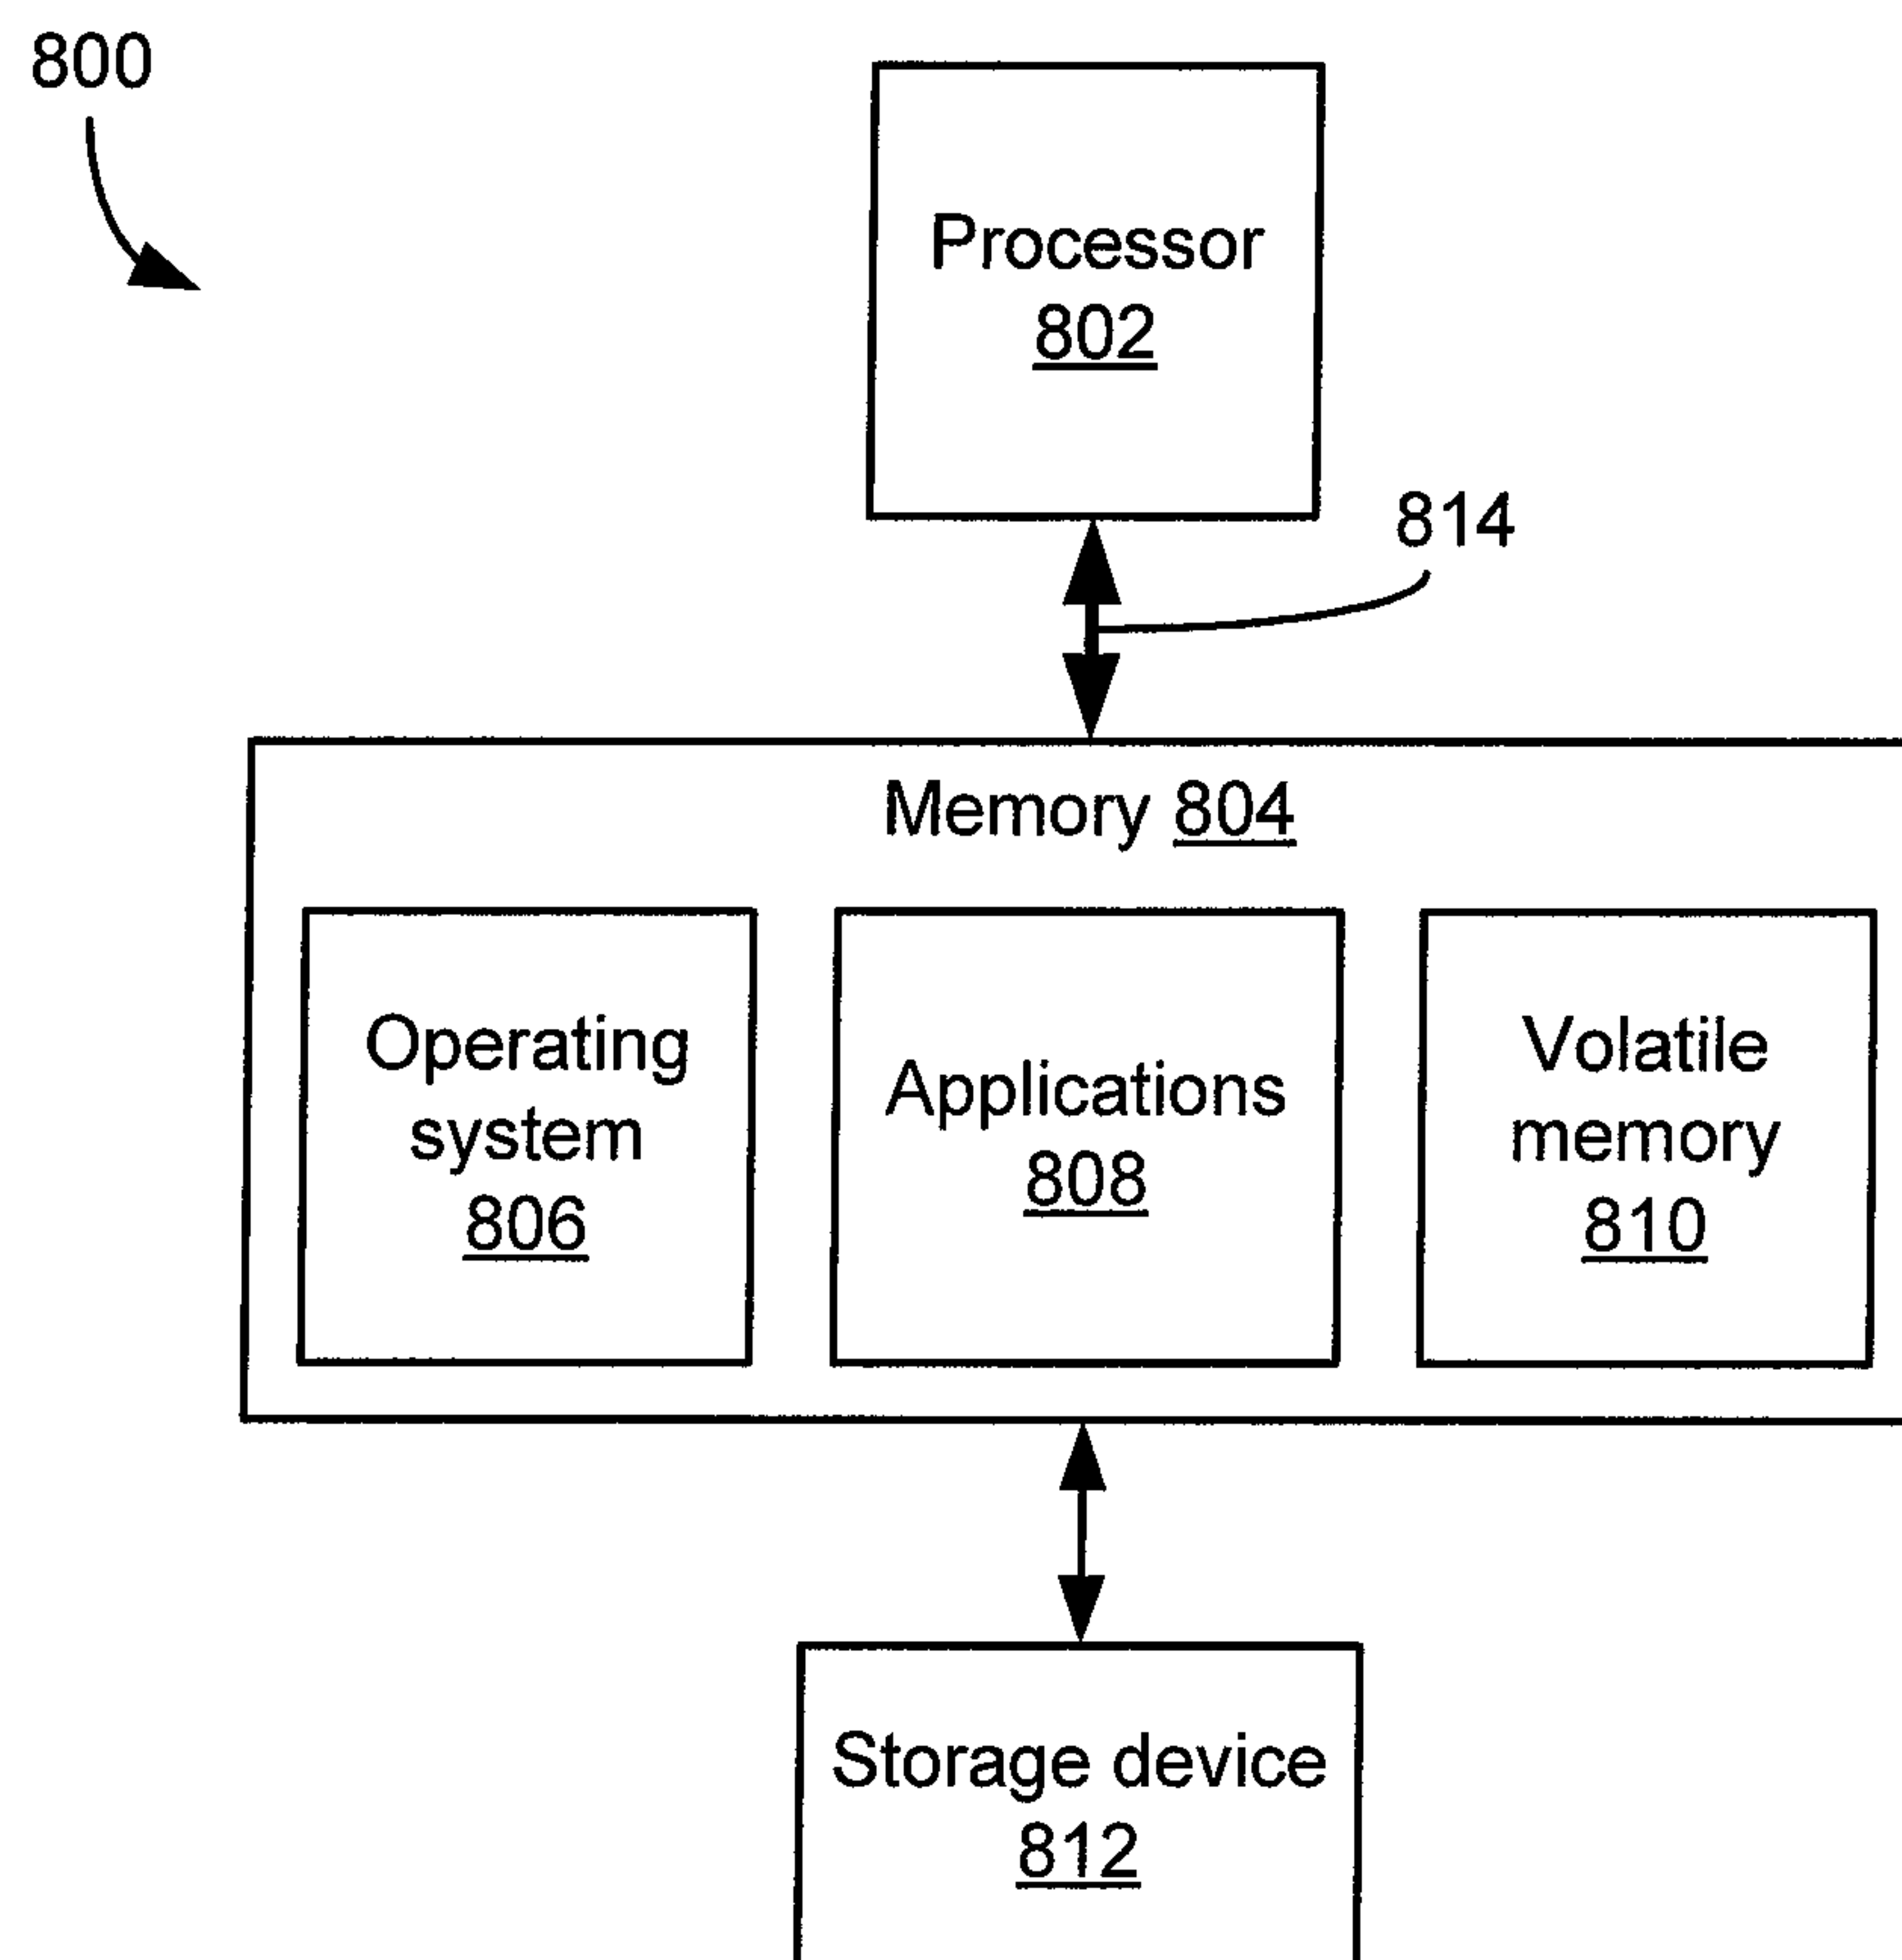 800
Processor
802
814
Memory 804
Operating
system
806
Applications
808
Volatile
memory
810
Storage device
812